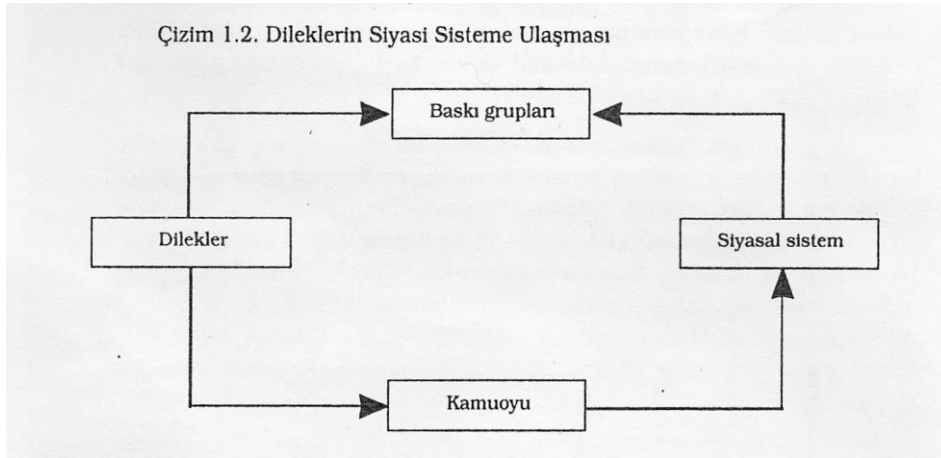 Çizim 1.2. Dileklerin Siyasi Sisteme Ulaşması
Baskı grupları
Dilekler
Siyasal sistem
Kamuoyu